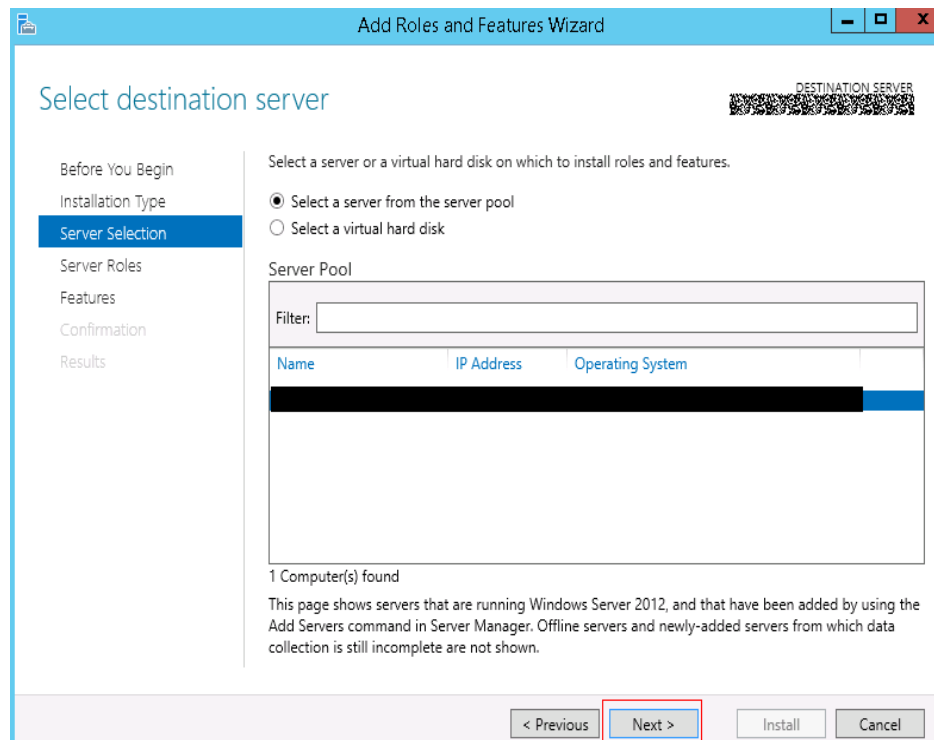 Add Roles and Features Wizard
Select destination server
DESTINATION SERVER
Before You Begin
Installation Type
Server Selection
Server Roles
Features
Confirmation
Results
Select a server or a virtual hard disk on which to install roles and features.
Select a server from the server pool
Select a virtual hard disk
Server Pool
Filter:
Name IP Address Operating System
1 Computer(s) found
This page shows servers that are running Windows Server 2012, and that have been added by using the
Add Servers command in Server Manager. Offline servers and newly-added servers from which data
collection is still incomplete are not shown.
< Previous Next > Install Cancel